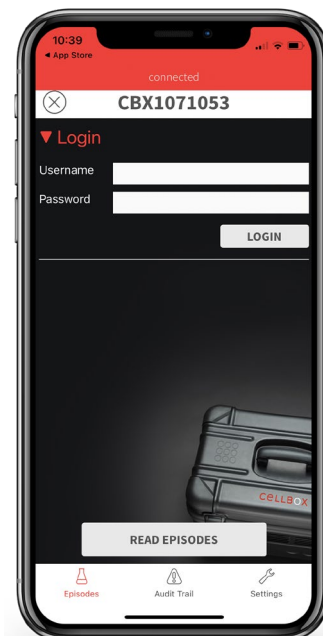 10:39
◀ App Store
connected
CBX1071053
▼ Login
Username
Password
LOGIN
CELLBOX
READ EPISODES
Episodes
Audit Trail
Settings